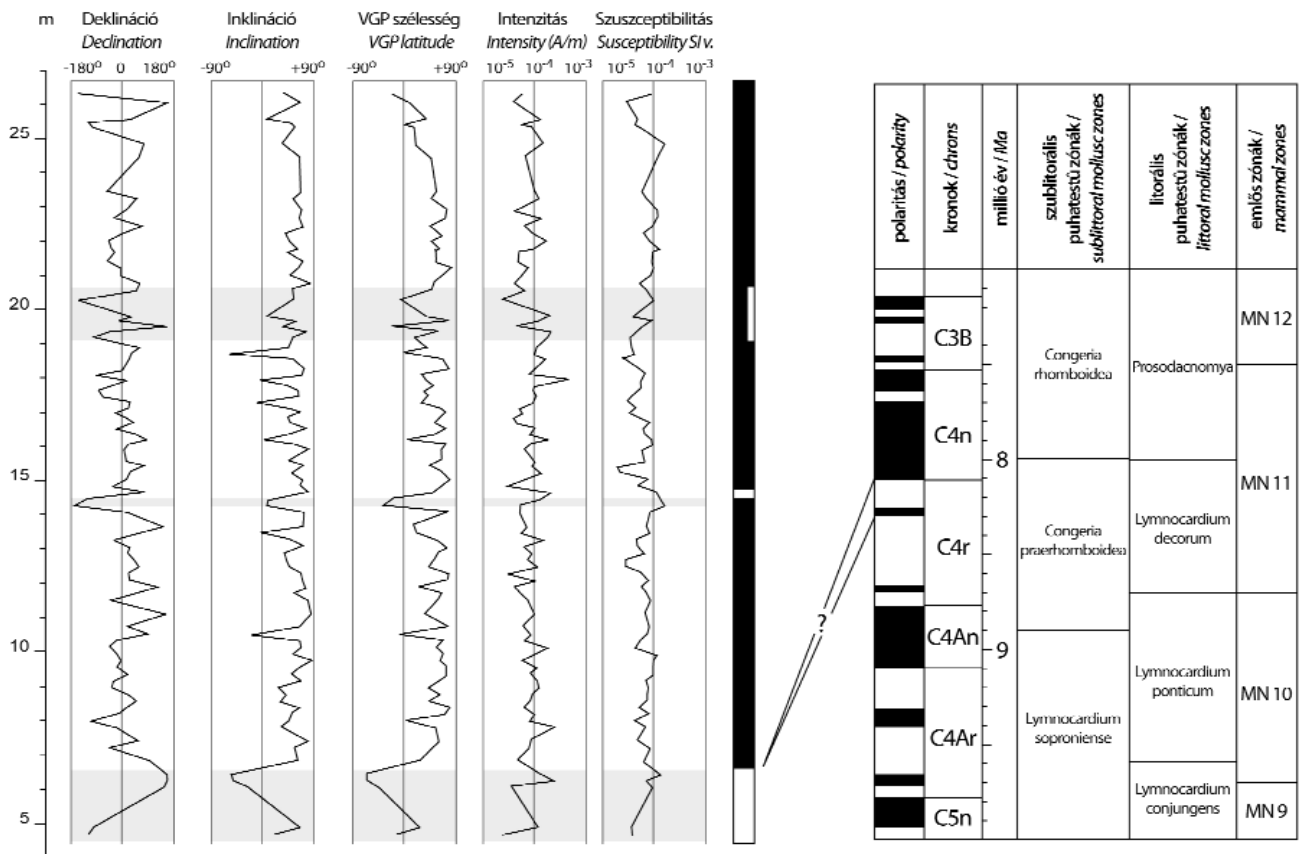 m
Deklináció
Declination
-180° 0 180°
Inklináció
Inclination
-90° +90°
VGP szélesség
VGP latitude
-90° +90°
Intenzitás
Intensity (A/m)
10-5 10-4 10-3
Szuszceptibilitás
Susceptibility SI v.
10-5 10-4 10-3
25
20
15
10
5
?
polaritás / polarity
kronok / chrons
millió év / Ma
szublitorális
puhatestű zónák /
sublittoral mollusc zones
litorális
puhatestű zónák /
littoral mollusc zones
emlős zónák /
mammal zones
C3B
C4n
C4r
C4An
C4Ar
C5n
8
9
Congeria
rhomboidea
Congeria
praerhomboidea
Lymnocardium
soproniense
Prosodacnomya
Lymnocardium
decorum
Lymnocardium
ponticum
Lymnocardium
conjungens
MN 12
MN 11
MN 10
MN 9